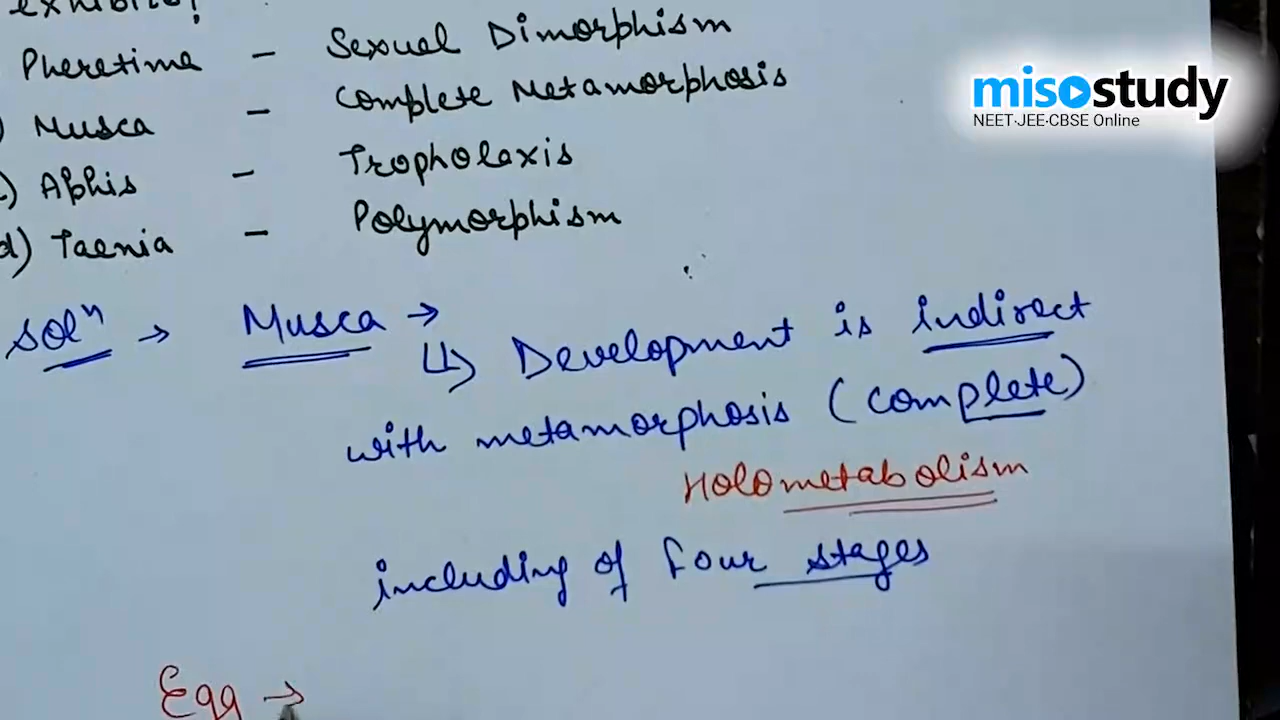 exhibits?
Pheretima – Sexual Dimorphism
) Musca – Complete Metamorphosis
c) Aphis – Tropholaxis
d) Taenia – Polymorphism
Solⁿ → Musca →
↳ Development is indirect
with metamorphosis (complete)
Holometabolism
including of four stages
Egg →
misostudy
NEET·JEE·CBSE Online